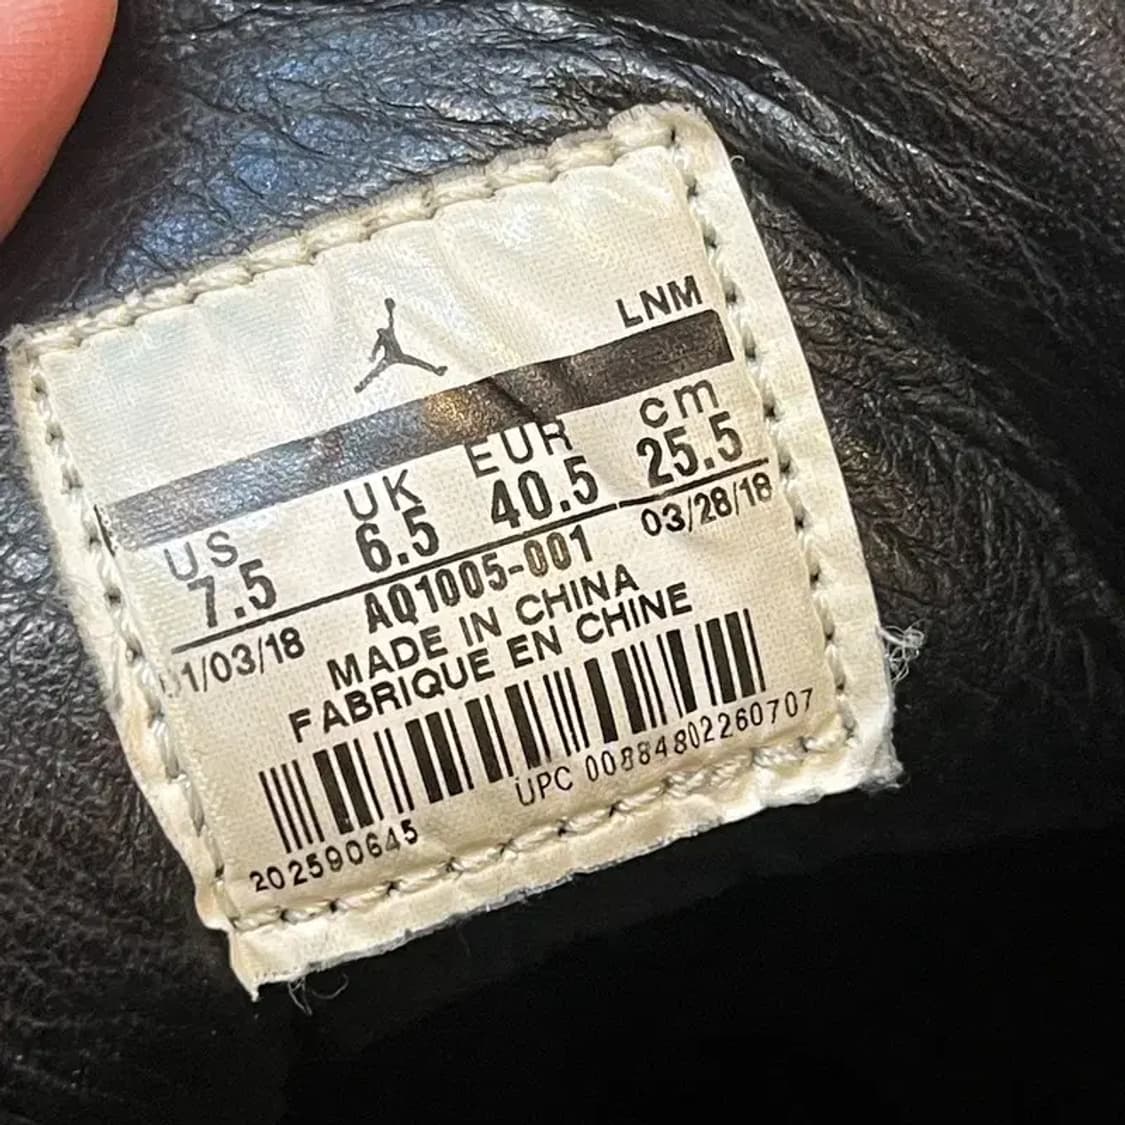 LNM
US UK EUR cm
7.5 6.5 40.5 25.5
01/03/18 AQ1005-001 03/28/18
MADE IN CHINA
FABRIQUE EN CHINE
202590645 UPC 00884802260707